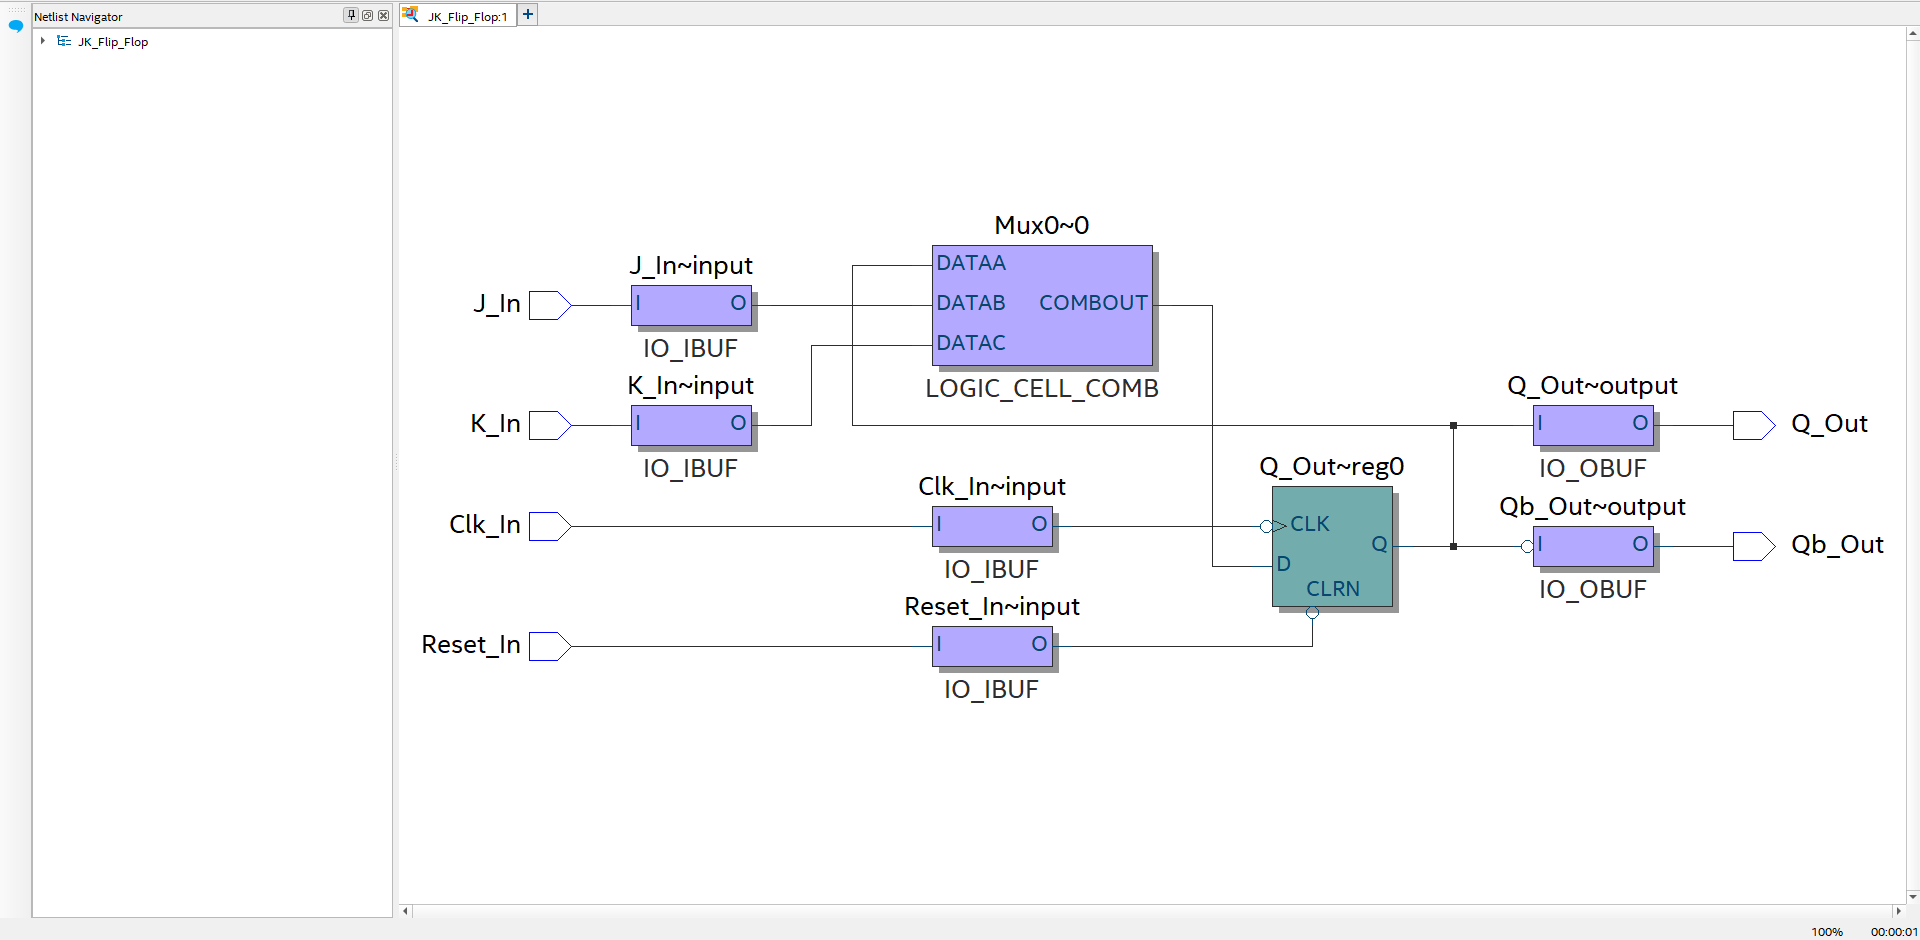 Netlist Navigator
JK_Flip_Flop
JK_Flip_Flop:1
+
Mux0~0
DATAA
DATAB
COMBOUT
DATAC
LOGIC_CELL_COMB
J_In~input
J_In
I
O
IO_IBUF
K_In~input
K_In
I
O
IO_IBUF
Clk_In~input
Clk_In
I
O
IO_IBUF
Reset_In~input
Reset_In
I
O
IO_IBUF
Q_Out~reg0
CLK
Q
D
CLRN
Q_Out~output
I
O
Q_Out
IO_OBUF
Qb_Out~output
I
O
Qb_Out
IO_OBUF
100%
00:00:01